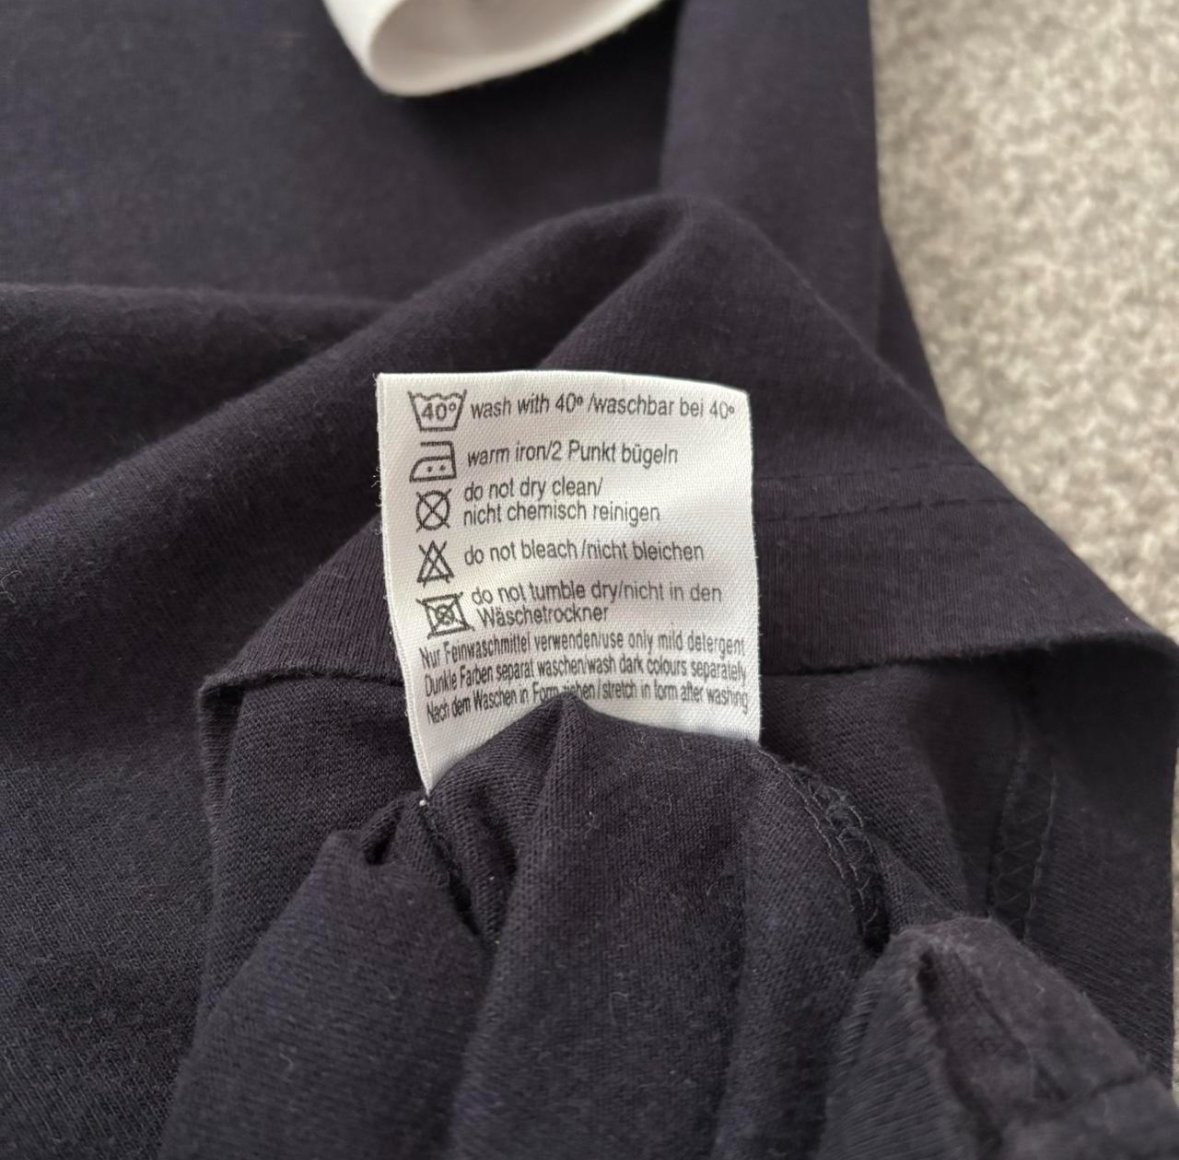 40° wash with 40° /waschbar bei 40°
warm iron/2 Punkt bügeln
do not dry clean/
nicht chemisch reinigen
do not bleach /nicht bleichen
do not tumble dry/nicht in den
Wäschetrockner
Nur Feinwaschmittel verwenden/use only mild detergent
Dunkle Farben separat waschen/wash dark colours separately
Nach dem Waschen in Form / stretch in form after washing